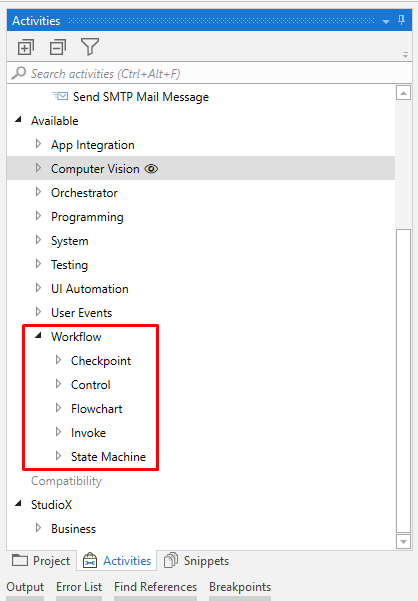 Activities
Search activities (Ctrl+Alt+F)
Send SMTP Mail Message
Available
App Integration
Computer Vision
Orchestrator
Programming
System
Testing
UI Automation
User Events
Workflow
Checkpoint
Control
Flowchart
Invoke
State Machine
Compatibility
StudioX
Business
Project Activities Snippets
Output Error List Find References Breakpoints